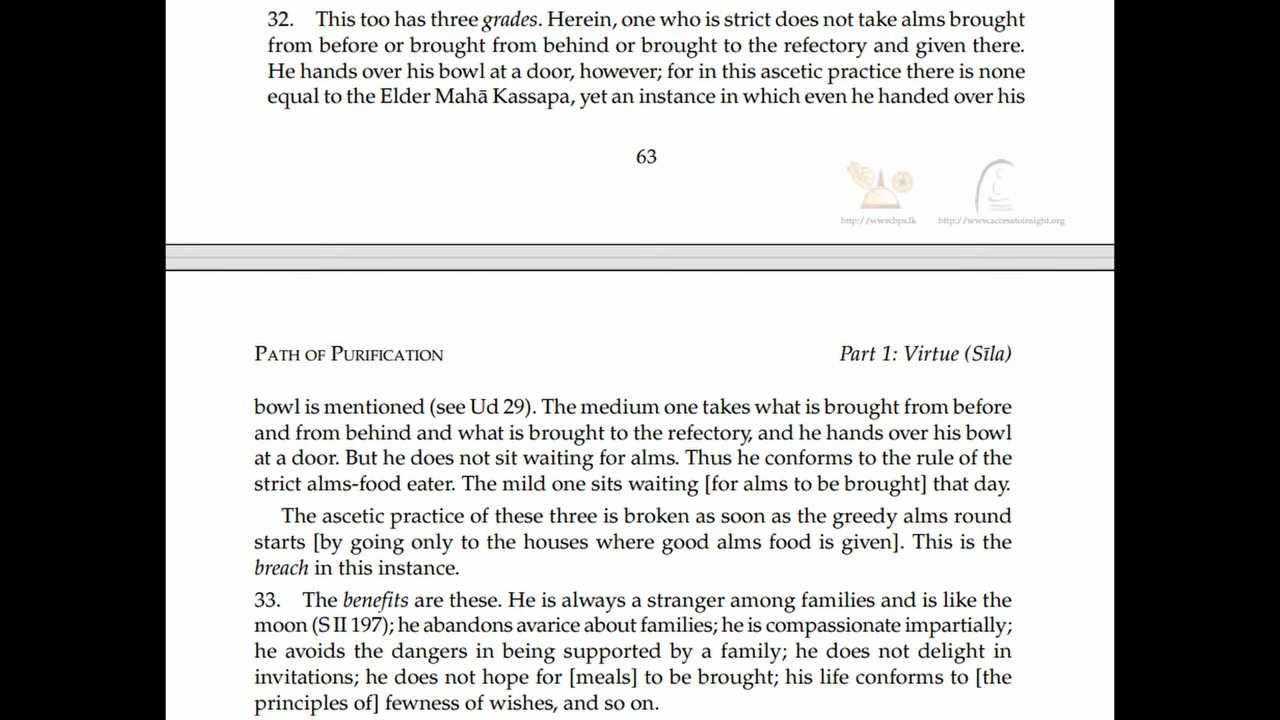 32. This too has three grades. Herein, one who is strict does not take alms brought
from before or brought from behind or brought to the refectory and given there.
He hands over his bowl at a door, however; for in this ascetic practice there is none
equal to the Elder Mahā Kassapa, yet an instance in which even he handed over his
63
http://www.bps.lk http://www.accesstoinsight.org
PATH OF PURIFICATION Part 1: Virtue (Sīla)
bowl is mentioned (see Ud 29). The medium one takes what is brought from before
and from behind and what is brought to the refectory, and he hands over his bowl
at a door. But he does not sit waiting for alms. Thus he conforms to the rule of the
strict alms-food eater. The mild one sits waiting [for alms to be brought] that day.
The ascetic practice of these three is broken as soon as the greedy alms round
starts [by going only to the houses where good alms food is given]. This is the
breach in this instance.
33. The benefits are these. He is always a stranger among families and is like the
moon (S II 197); he abandons avarice about families; he is compassionate impartially;
he avoids the dangers in being supported by a family; he does not delight in
invitations; he does not hope for [meals] to be brought; his life conforms to [the
principles of] fewness of wishes, and so on.